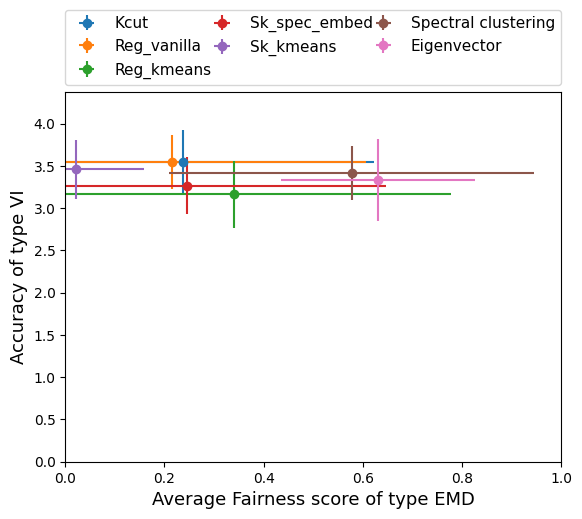 Kcut
Reg_vanilla
Reg_kmeans
Sk_spec_embed
Sk_kmeans
Spectral clustering
Eigenvector
Accuracy of type VI
4.0
3.5
3.0
2.5
2.0
1.5
1.0
0.5
0.0
0.0 0.2 0.4 0.6 0.8 1.0
Average Fairness score of type EMD